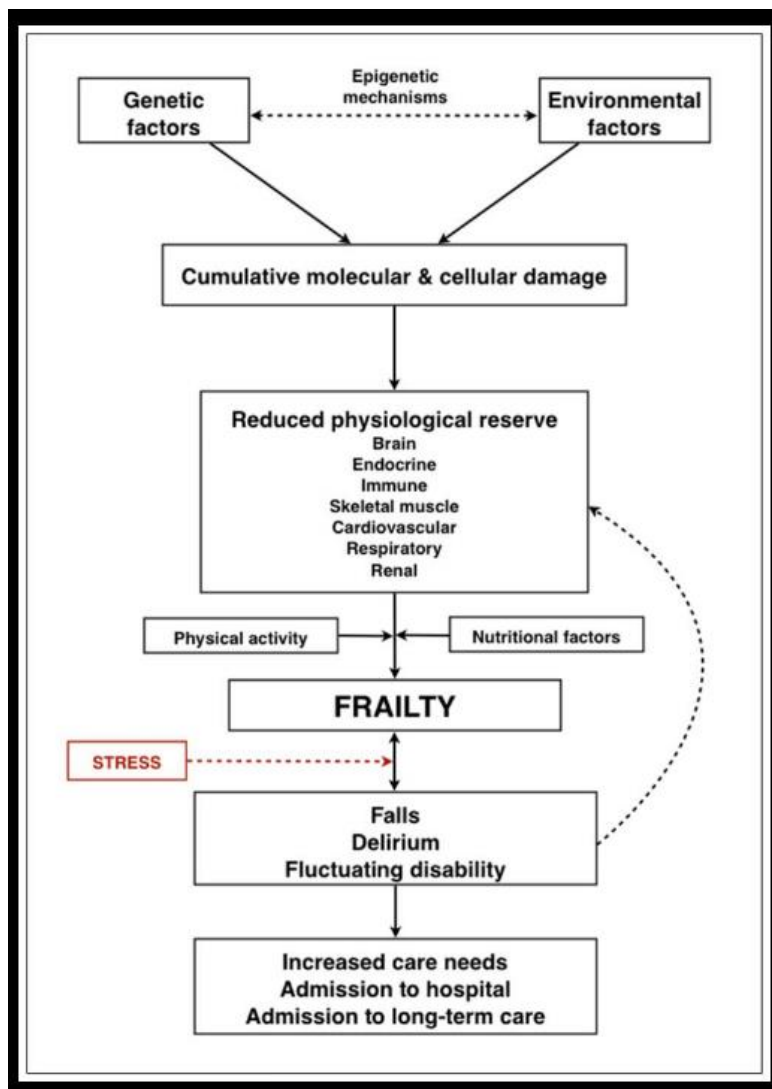 Epigenetic
mechanisms
Genetic
factors
Environmental
factors
Cumulative molecular & cellular damage
Reduced physiological reserve
Brain
Endocrine
Immune
Skeletal muscle
Cardiovascular
Respiratory
Renal
Physical activity
Nutritional factors
FRAILTY
STRESS
Falls
Delirium
Fluctuating disability
Increased care needs
Admission to hospital
Admission to long-term care